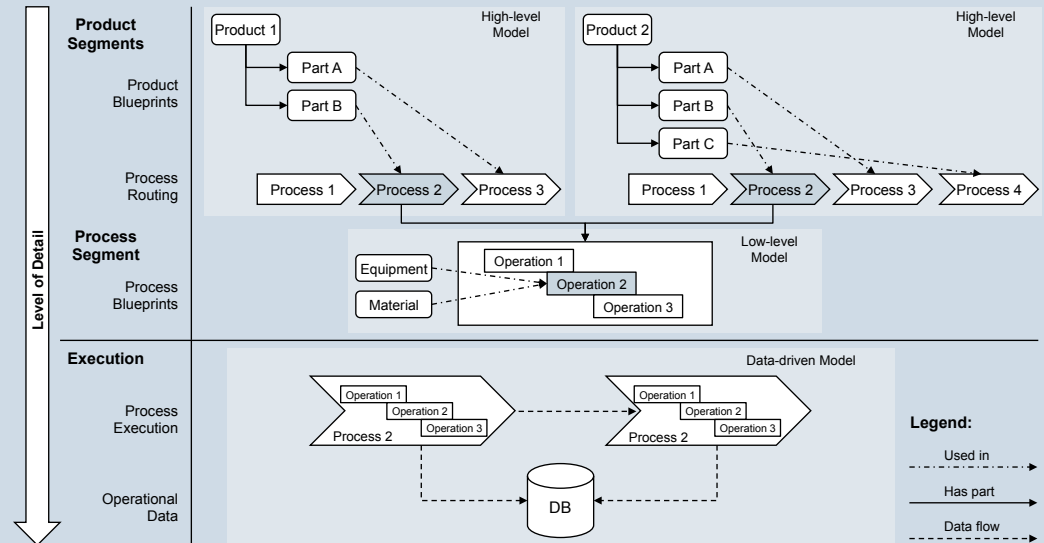 Level of Detail
Product
Segments
Product
Blueprints
Process
Routing
High-level
Model
Product 1
Part A
Part B
Process 1
Process 2
Process 3
High-level
Model
Product 2
Part A
Part B
Part C
Process 1
Process 2
Process 3
Process 4
Process
Segment
Process
Blueprints
Low-level
Model
Equipment
Material
Operation 1
Operation 2
Operation 3
Execution
Process
Execution
Operational
Data
Data-driven Model
Operation 1
Operation 2
Operation 3
Process 2
Operation 1
Operation 2
Operation 3
Process 2
DB
Legend:
Used in
Has part
Data flow